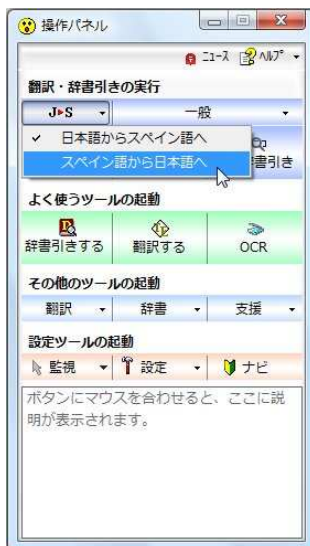 操作パネル
ニュース ヘルプ
翻訳・辞書引きの実行
J▶S 一般
✓ 日本語からスペイン語へ
スペイン語から日本語へ
書引き
よく使うツールの起動
辞書引きする 翻訳する OCR
その他のツールの起動
翻訳 辞書 支援
設定ツールの起動
監視 設定 ナビ
ボタンにマウスを合わせると、ここに説
明が表示されます。